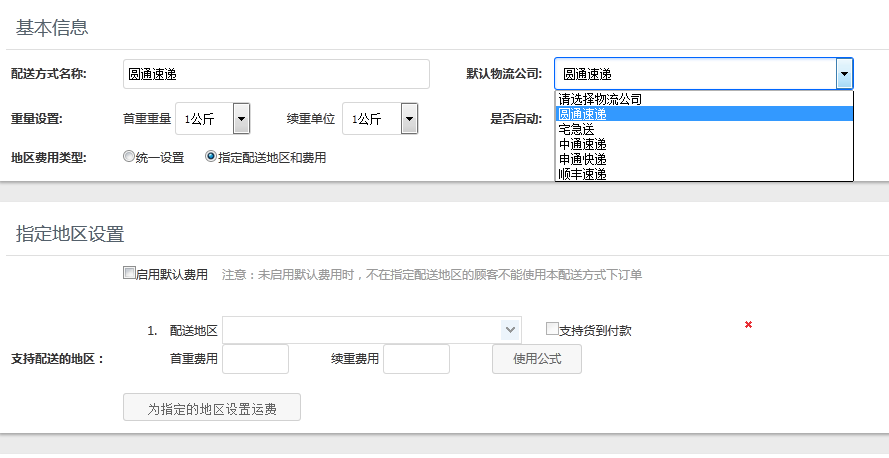 基本信息
配送方式名称: 圆通速递 默认物流公司: 圆通速递
请选择物流公司
重量设置: 首重重量 1公斤 续重单位 1公斤 是否启动: 圆通速递
宅急送
中通速递
地区费用类型: 统一设置 指定配送地区和费用 申通快递
顺丰速递
指定地区设置
启用默认费用 注意：未启用默认费用时，不在指定配送地区的顾客不能使用本配送方式下订单
1. 配送地区 支持货到付款
支持配送的地区： 首重费用 续重费用 使用公式
为指定的地区设置运费